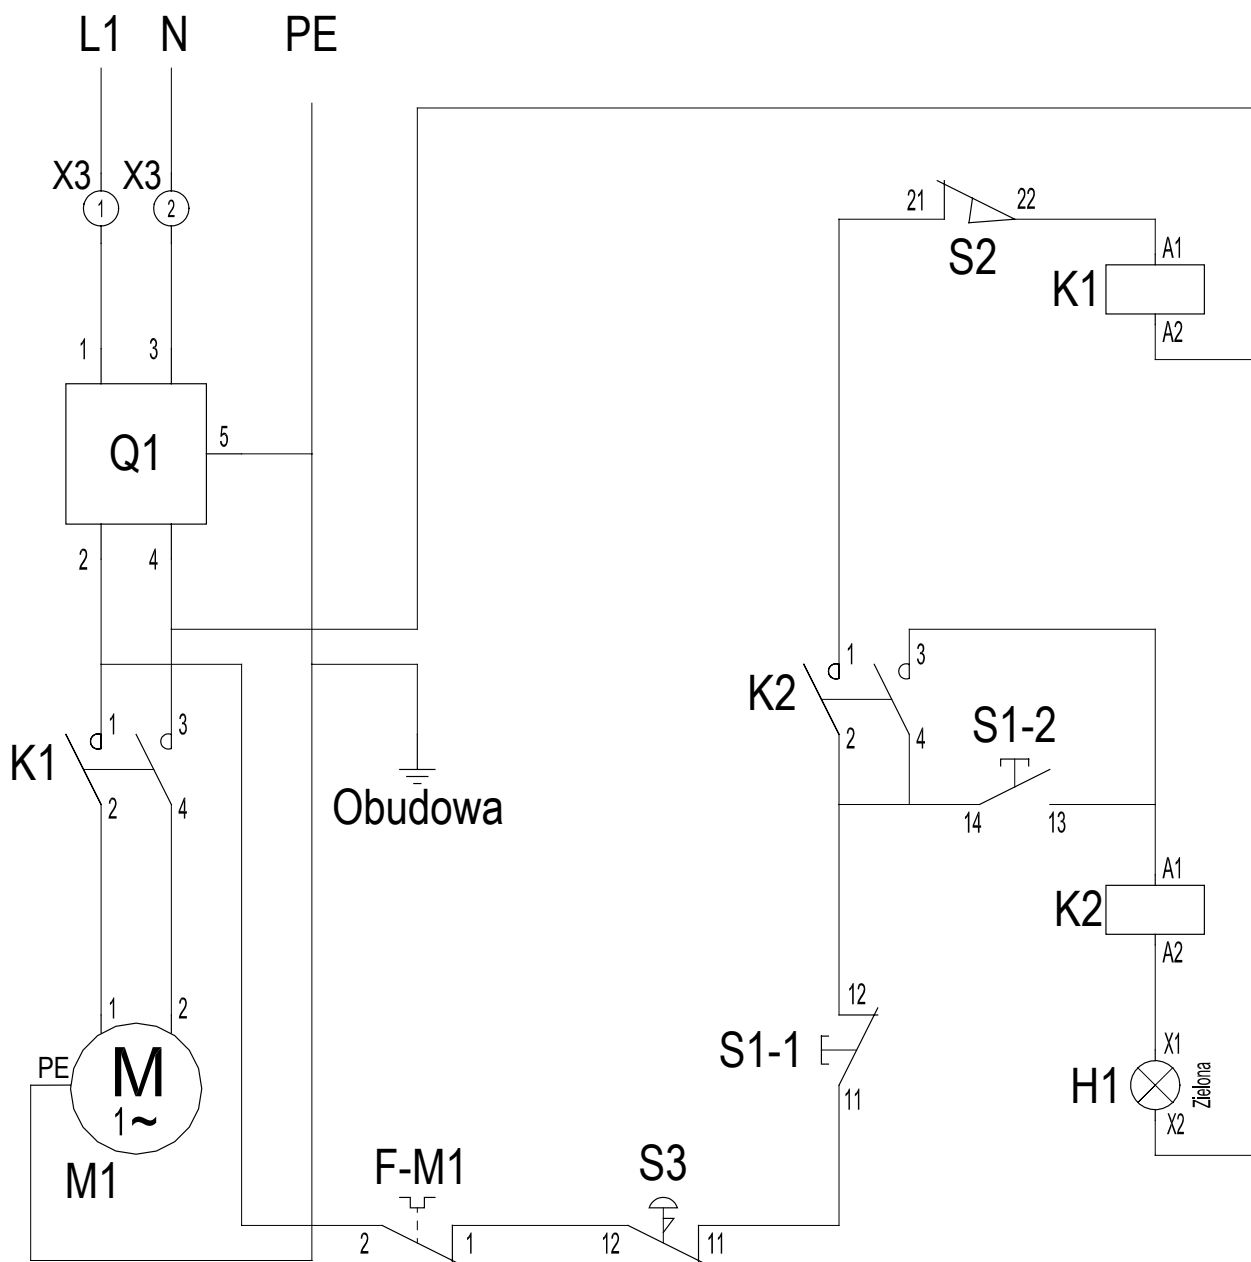 L1 N PE
X3 X3
1 2
21 22
S2
A1
K1
A2
1 3
Q1
5
2 4
1 3
K2
2 4
S1-2
14 13
1 3
K1
2 4
Obudowa
A1
K2
A2
12
S1-1
11
1 2
PE
M
1~
M1
X1
H1
X2
Zielona
F-M1
2 1
S3
12 11